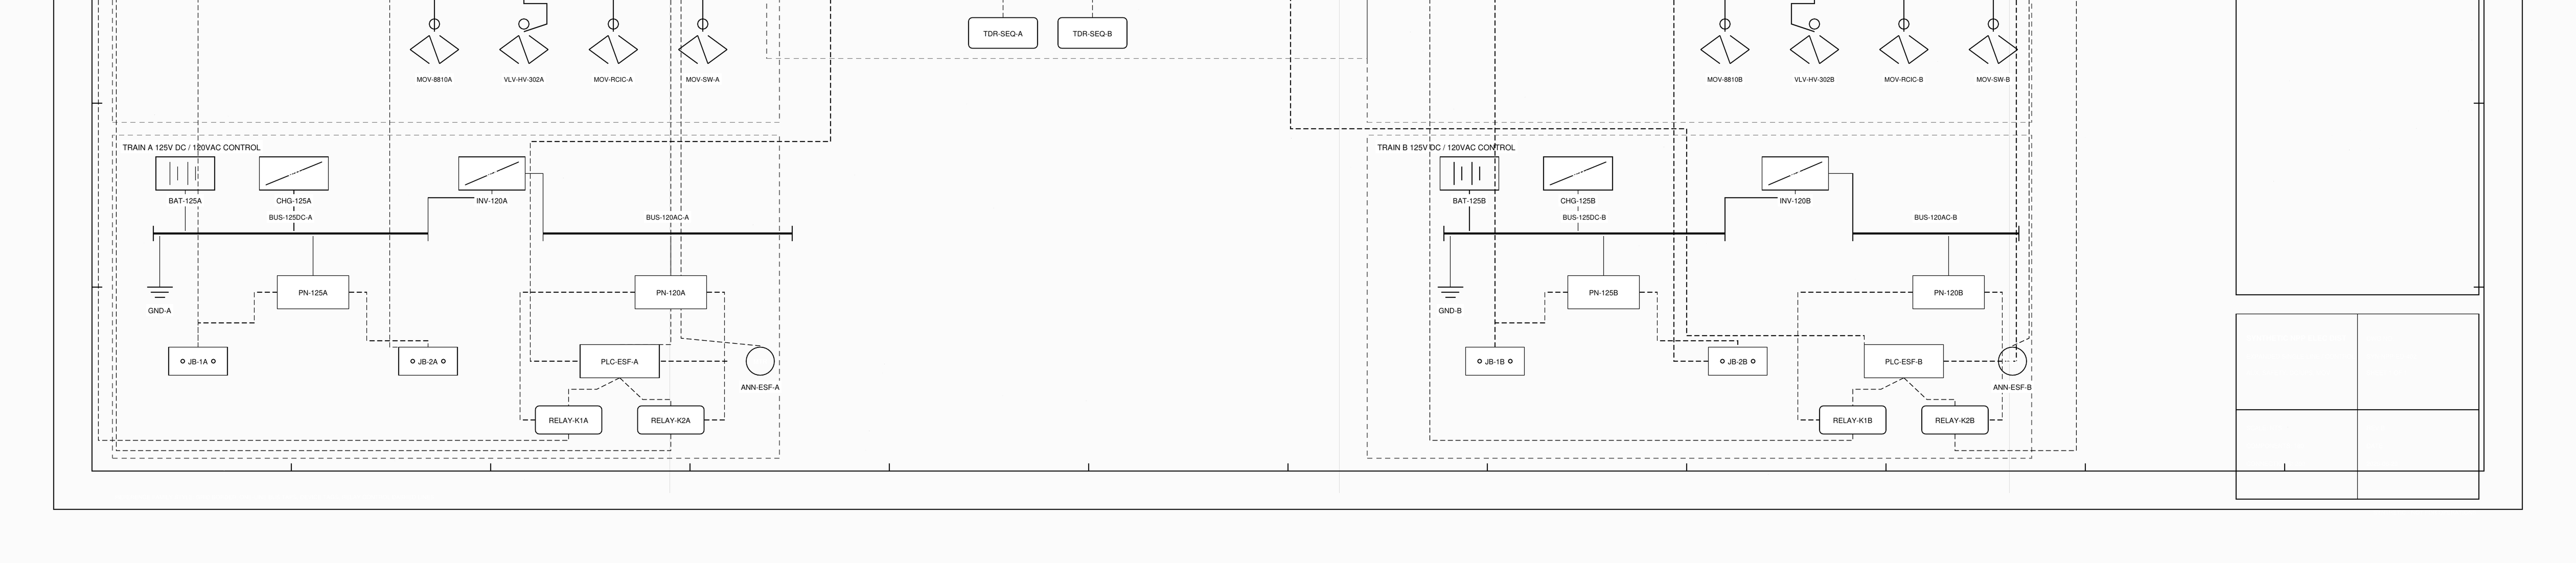 TDR-SEQ-A
TDR-SEQ-B
MOV-8810A
VLV-HV-302A
MOV-RCIC-A
MOV-SW-A
MOV-8810B
VLV-HV-302B
MOV-RCIC-B
MOV-SW-B
TRAIN A 125V DC / 120VAC CONTROL
BAT-125A
CHG-125A
INV-120A
BUS-125DC-A
BUS-120AC-A
PN-125A
PN-120A
GND-A
JB-1A
JB-2A
PLC-ESF-A
ANN-ESF-A
RELAY-K1A
RELAY-K2A
TRAIN B 125V DC / 120VAC CONTROL
BAT-125B
CHG-125B
INV-120B
BUS-125DC-B
BUS-120AC-B
PN-125B
PN-120B
GND-B
JB-1B
JB-2B
PLC-ESF-B
ANN-ESF-B
RELAY-K1B
RELAY-K2B